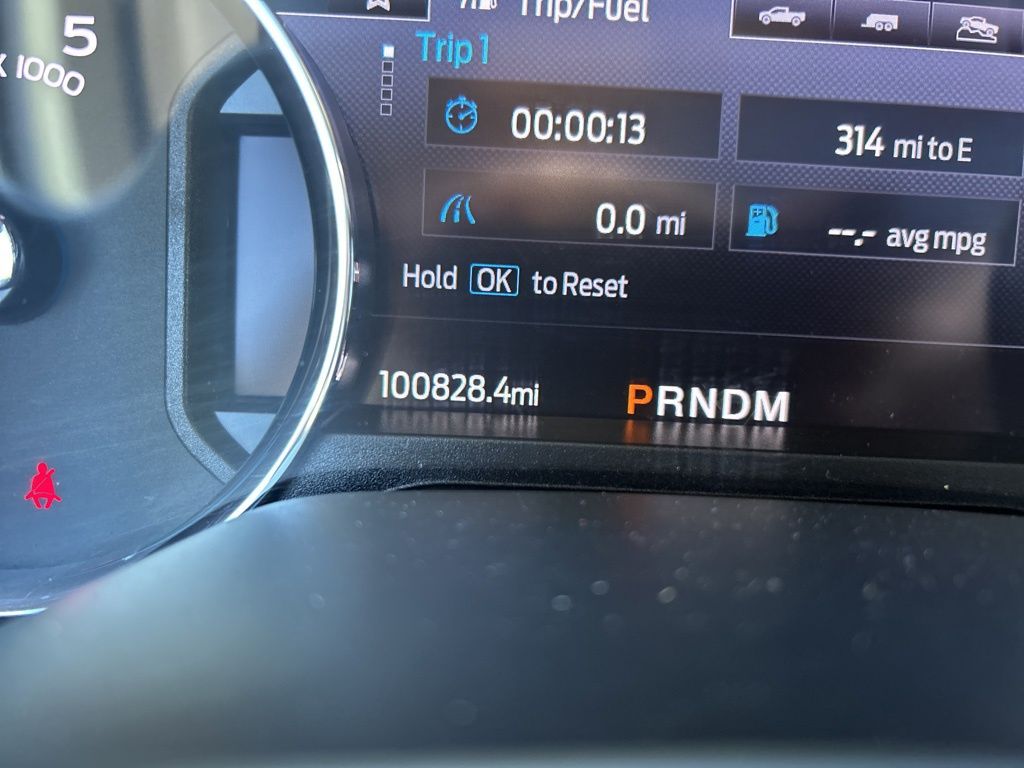 5
x 1000
Trip/Fuel
Trip 1
00:00:13
314 mi to E
0.0 mi
--.- avg mpg
Hold OK to Reset
100828.4mi
PRNDM